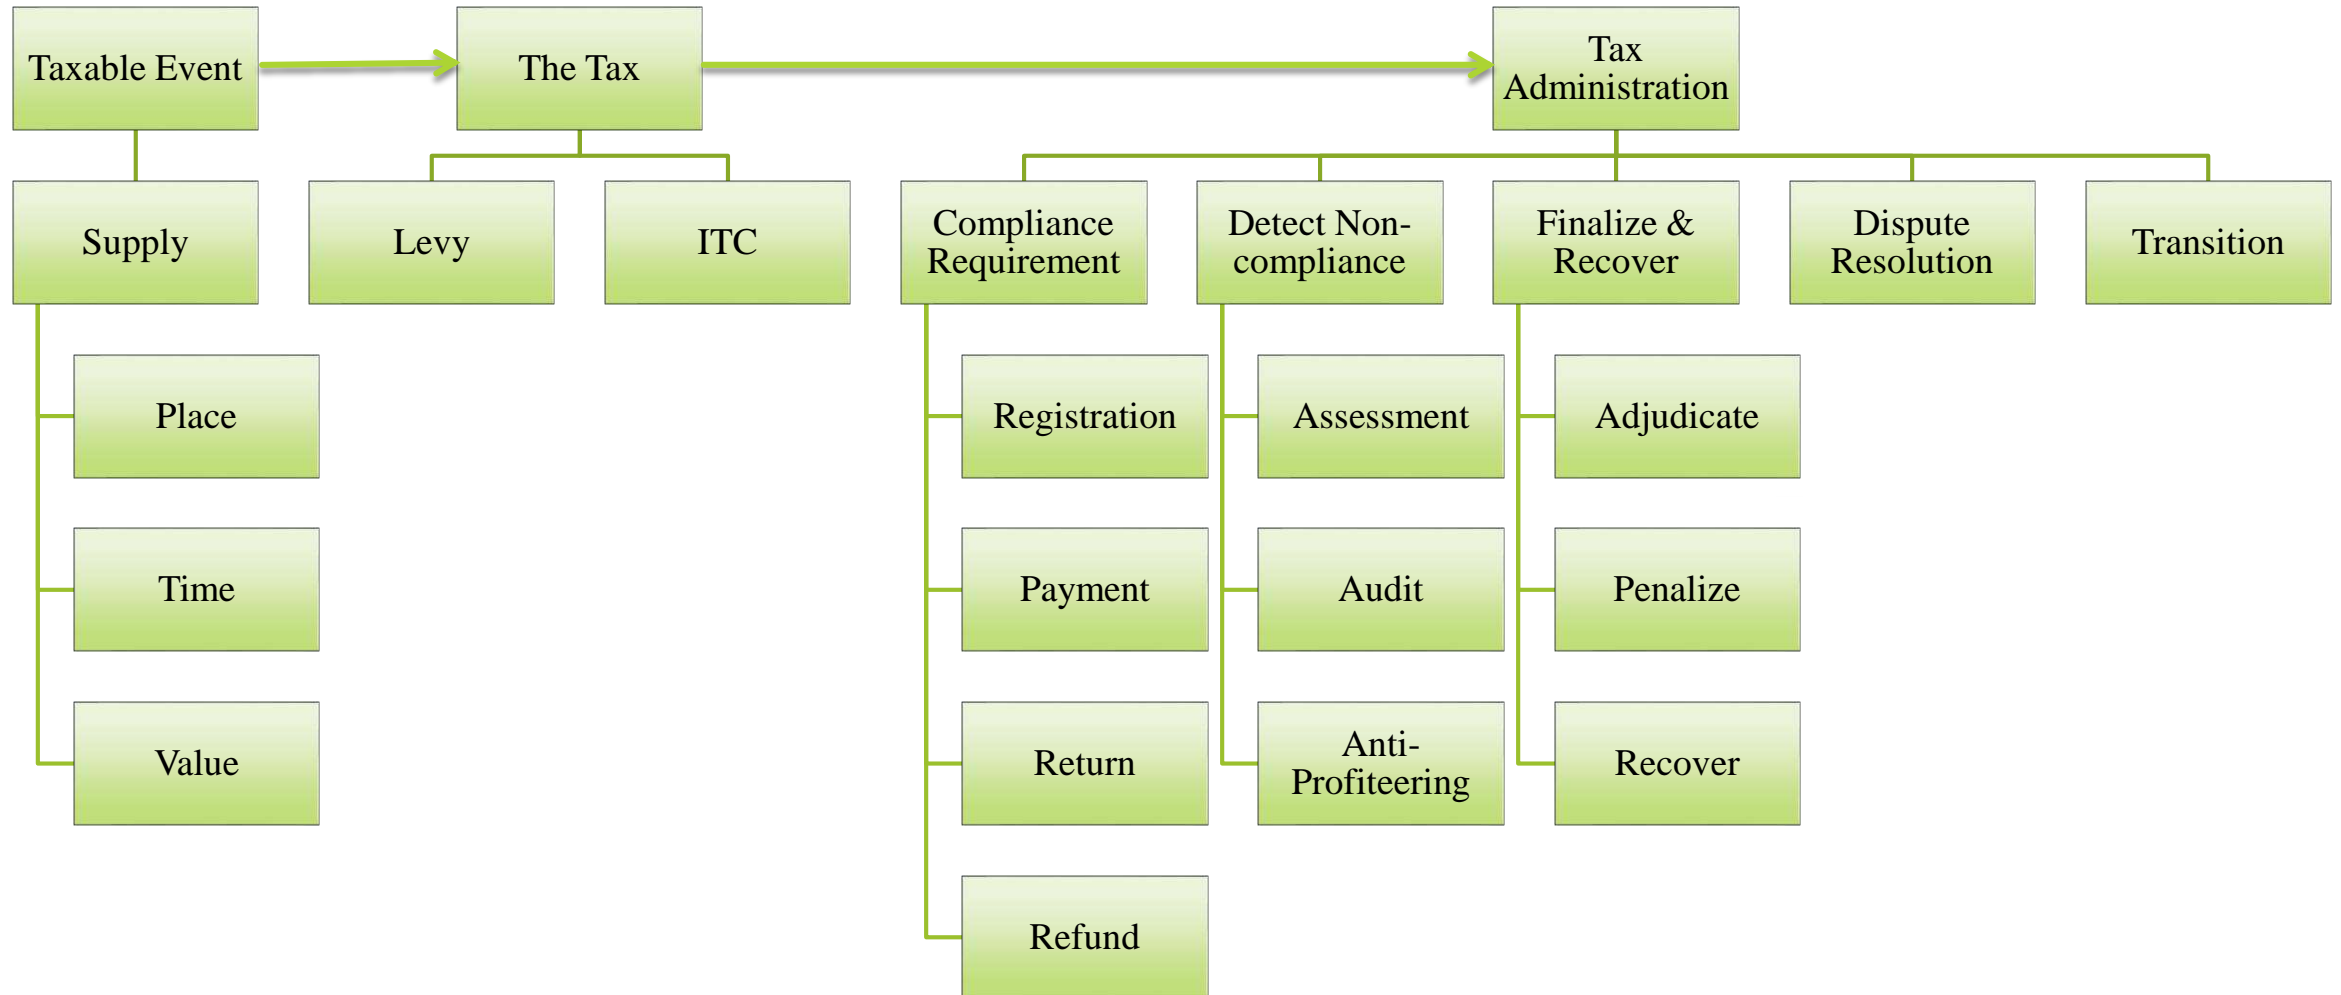 Taxable Event
The Tax
Tax
Administration
Supply
Levy
ITC
Compliance
Requirement
Detect Non-
compliance
Finalize &
Recover
Dispute
Resolution
Transition
Place
Time
Value
Registration
Payment
Return
Refund
Assessment
Audit
Anti-
Profiteering
Adjudicate
Penalize
Recover